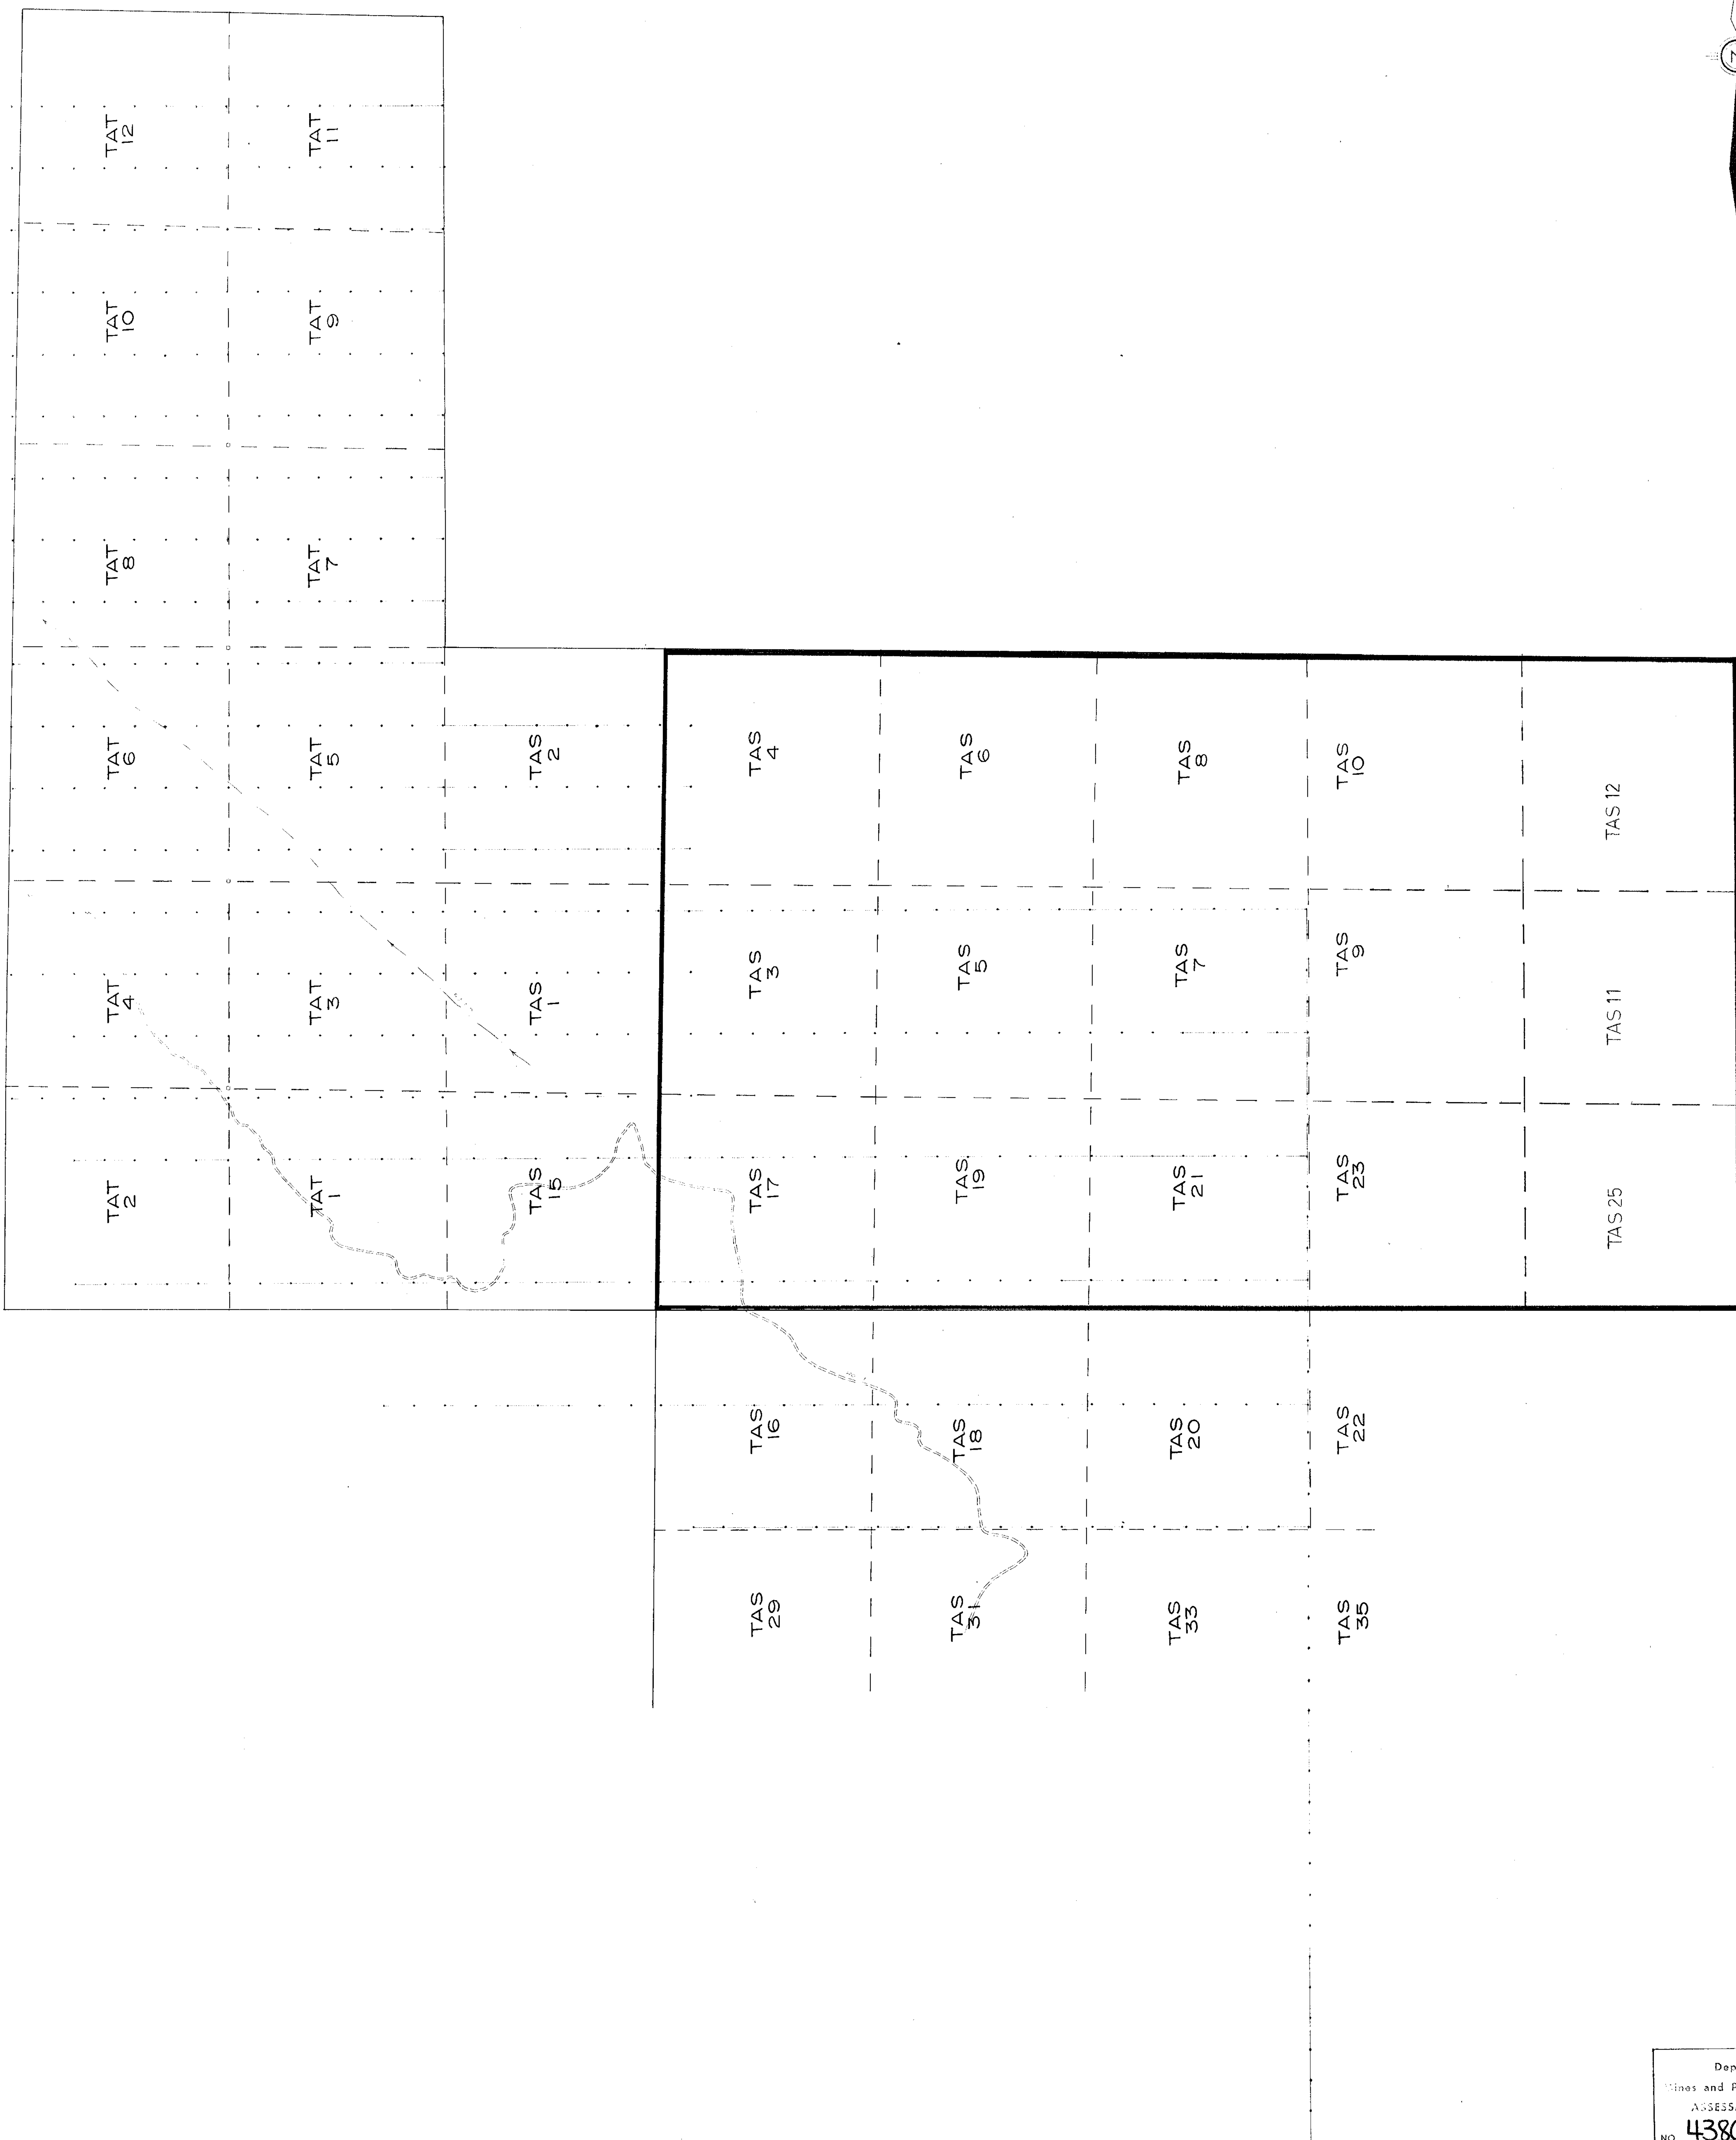 TAT
12
TAT
11
TAT
10
TAT
9
TAT
8
TAT
7
TAT
6
TAT
5
TAS
2
TAS
4
TAS
6
TAS
8
TAS
10
TAS 12
TAT
4
TAT
3
TAS
1
TAS
3
TAS
5
TAS
7
TAS
9
TAS 11
TAT
2
TAT
1
TAS
15
TAS
17
TAS
19
TAS
21
TAS
23
TAS 25
TAS
16
TAS
18
TAS
20
TAS
22
TAS
29
TAS
31
TAS
33
TAS
35
Dep
Mines and P
ASSESS
NO. 4380